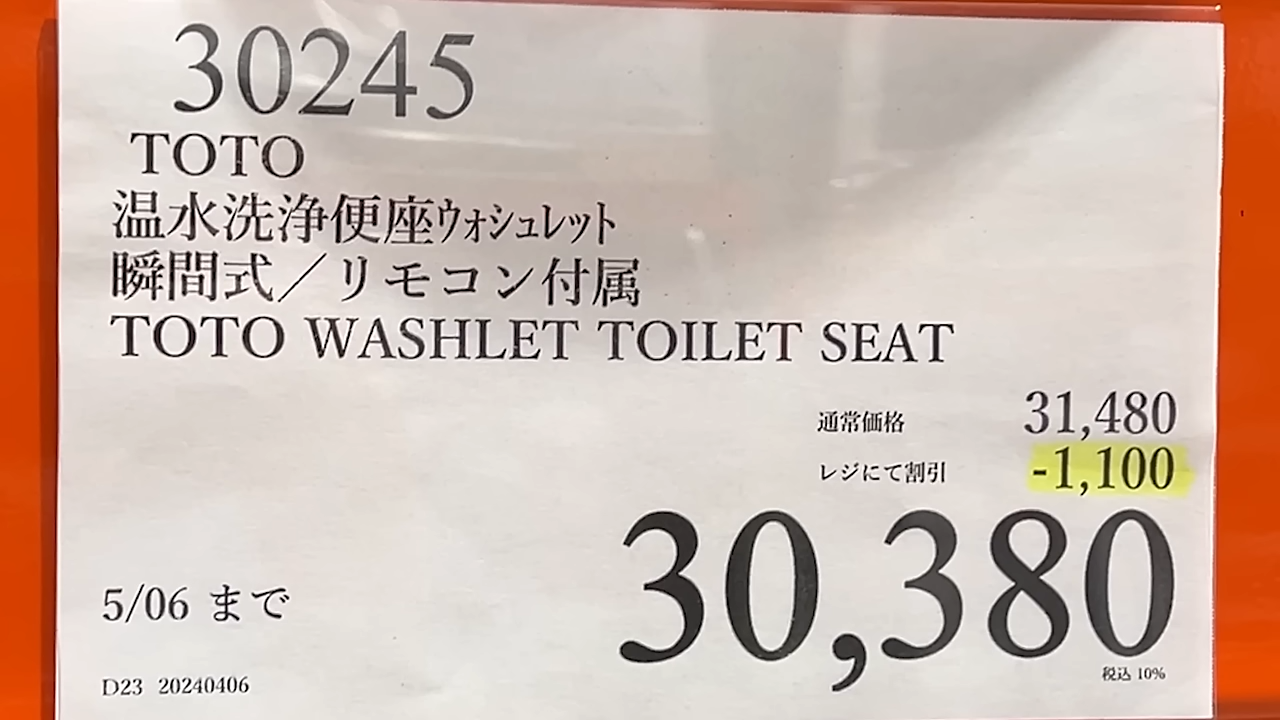 30245
TOTO
温水洗浄便座ｳｫｼｭﾚｯﾄ
瞬間式／リモコン付属
TOTO WASHLET TOILET SEAT
通常価格 31,480
レジにて割引 -1,100
30,380
税込 10%
5/06 まで
D23 20240406